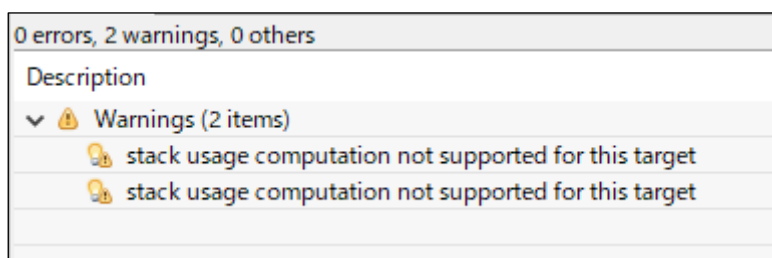 0 errors, 2 warnings, 0 others
Description
Warnings (2 items)
stack usage computation not supported for this target
stack usage computation not supported for this target